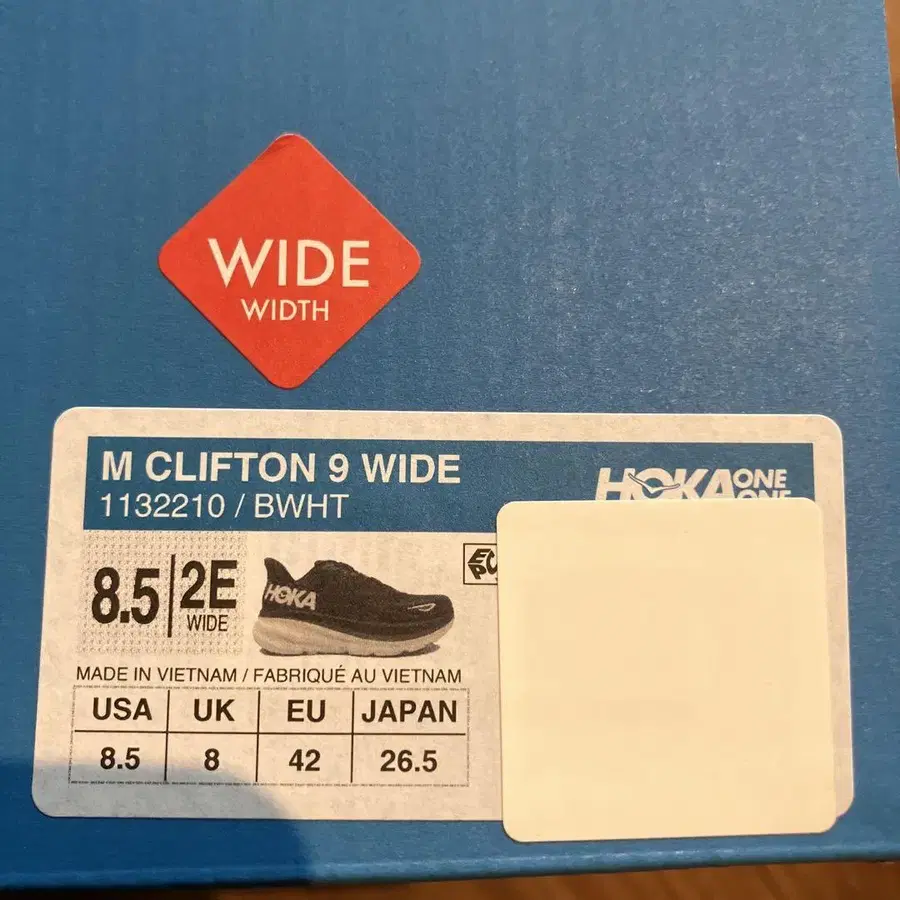 WIDE
WIDTH
M CLIFTON 9 WIDE
1132210 / BWHT
HOKA ONE
ONE
8.5 2E
WIDE
HOKA
MADE IN VIETNAM / FABRIQUÉ AU VIETNAM
USA UK EU JAPAN
8.5 8 42 26.5